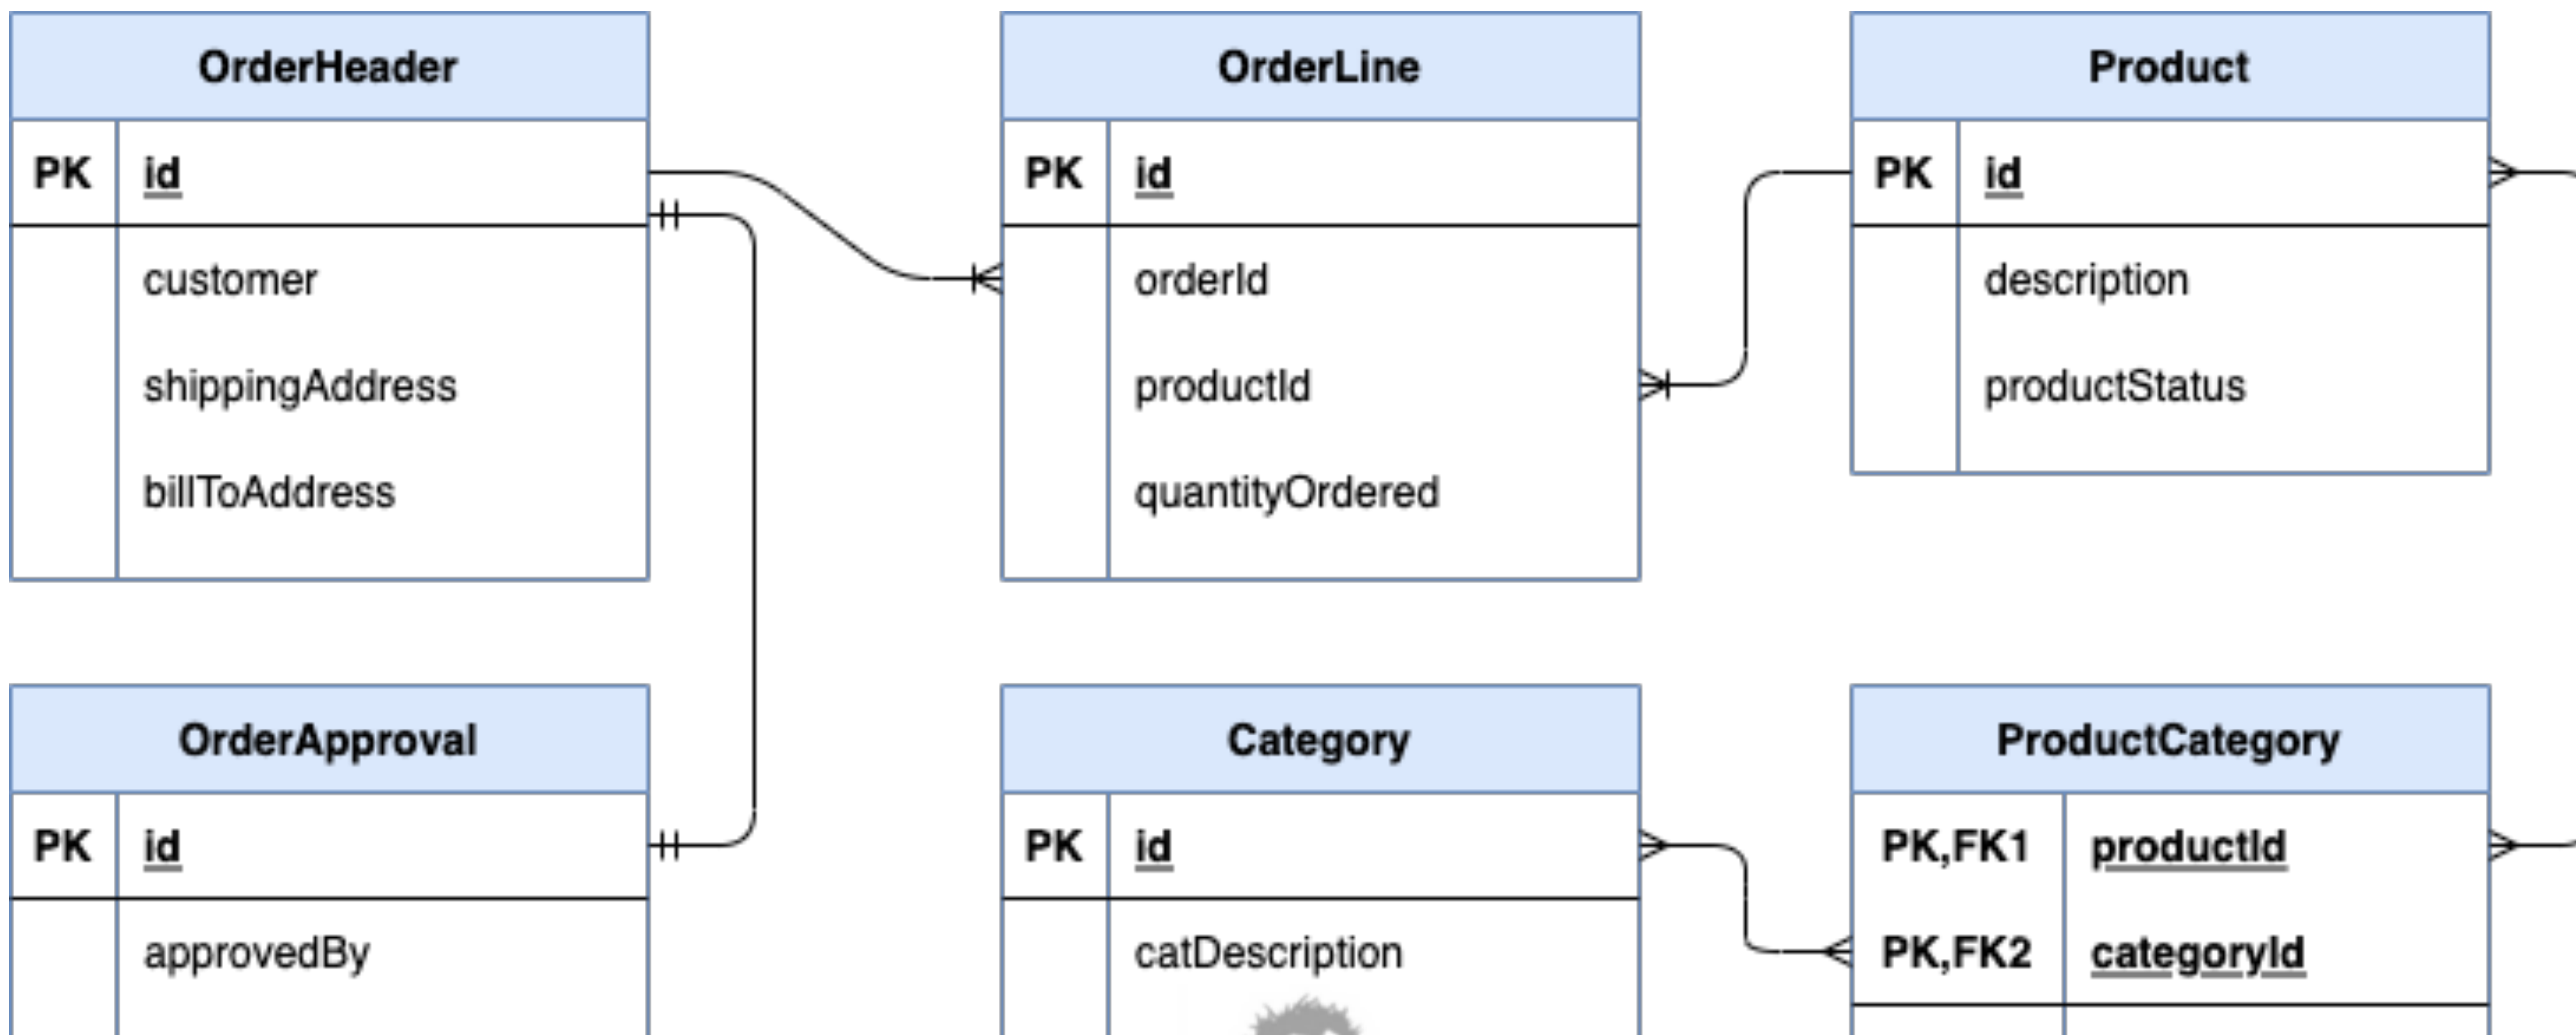 OrderHeader
PK id
customer
shippingAddress
billToAddress
OrderLine
PK id
orderId
productId
quantityOrdered
Product
PK id
description
productStatus
OrderApproval
PK id
approvedBy
Category
PK id
catDescription
ProductCategory
PK,FK1 productId
PK,FK2 categoryId